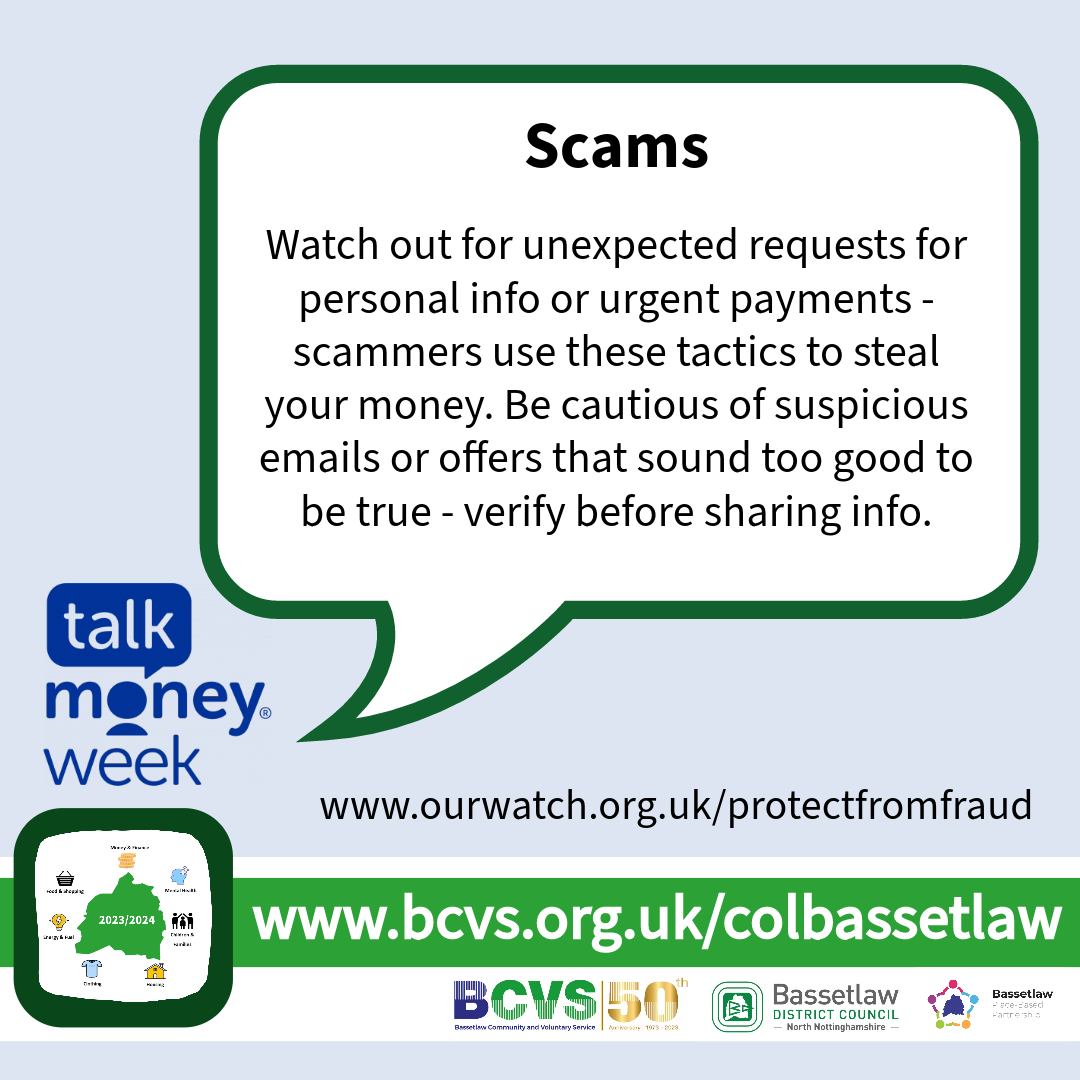 Scams
Watch out for unexpected requests for
personal info or urgent payments -
scammers use these tactics to steal
your money. Be cautious of suspicious
emails or offers that sound too good to
be true - verify before sharing info.
talk
money®
week
www.ourwatch.org.uk/protectfromfraud
Money & Finance
Food & Shopping
Mental Health
2023/2024
Energy & Fuel
Children &
Families
Clothing
Housing
www.bcvs.org.uk/colbassetlaw
BCVS 50th
Bassetlaw Community and Voluntary Service
Anniversary 1973 - 2023
Bassetlaw
DISTRICT COUNCIL
North Nottinghamshire
Bassetlaw
Place-Based
Partnership